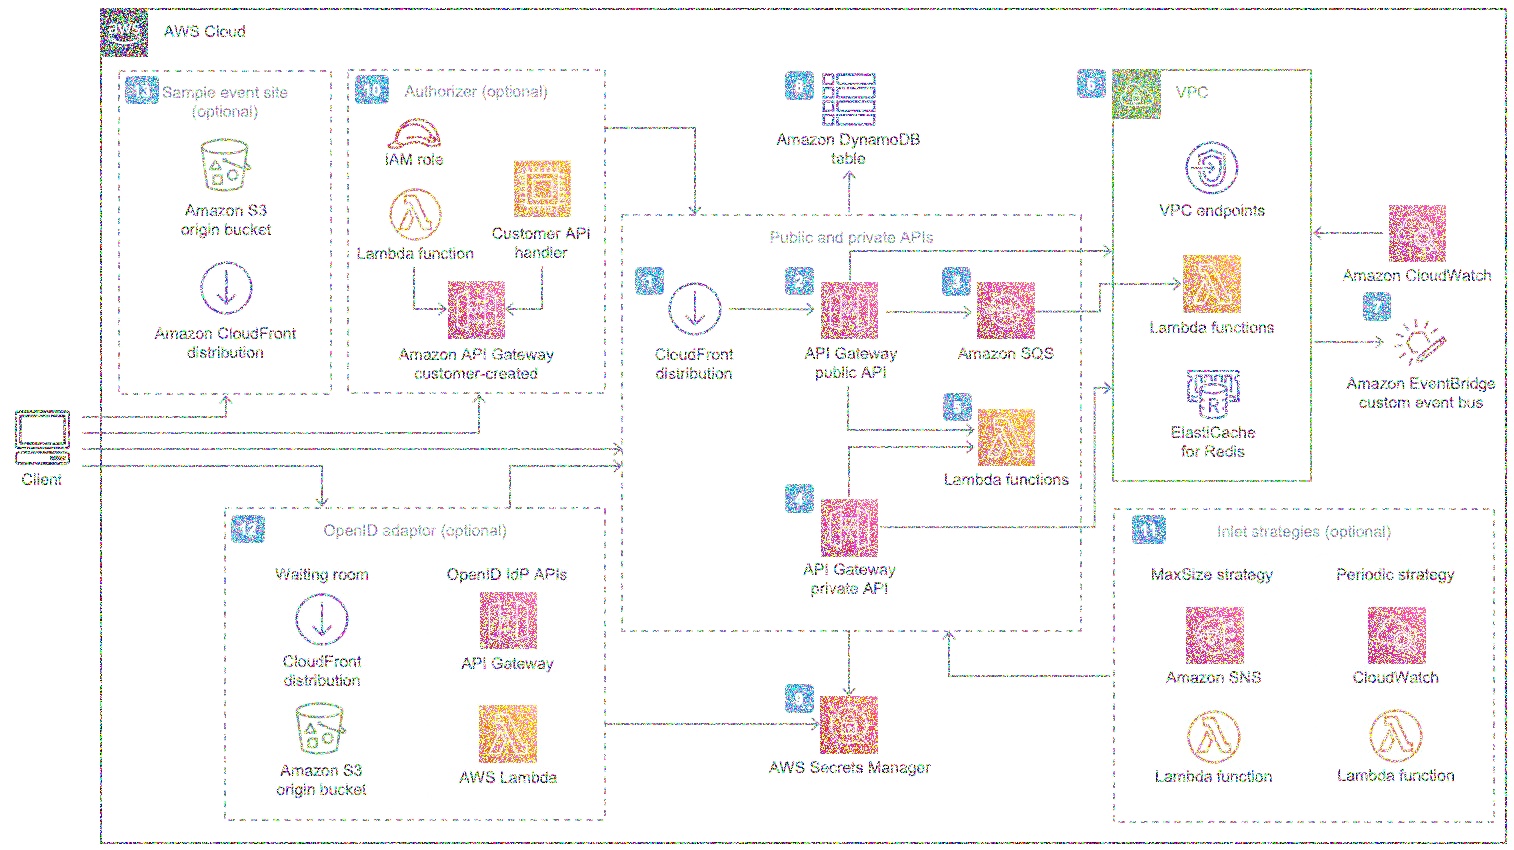 aws
AWS Cloud
13
Sample event site
(optional)
Amazon S3
origin bucket
Amazon CloudFront
distribution
10
Authorizer (optional)
IAM role
Lambda function
Customer API
handler
Amazon API Gateway
customer-created
8
Amazon DynamoDB
table
Public and private APIs
1
CloudFront
distribution
2
API Gateway
public API
3
Amazon SQS
5
Lambda functions
4
API Gateway
private API
6
VPC
VPC endpoints
Lambda functions
R
ElastiCache
for Redis
Amazon CloudWatch
7
Amazon EventBridge
custom event bus
Client
12
OpenID adaptor (optional)
Waiting room
CloudFront
distribution
Amazon S3
origin bucket
OpenID IdP APIs
API Gateway
AWS Lambda
9
AWS Secrets Manager
11
Inlet strategies (optional)
MaxSize strategy
Amazon SNS
Lambda function
Periodic strategy
CloudWatch
Lambda function